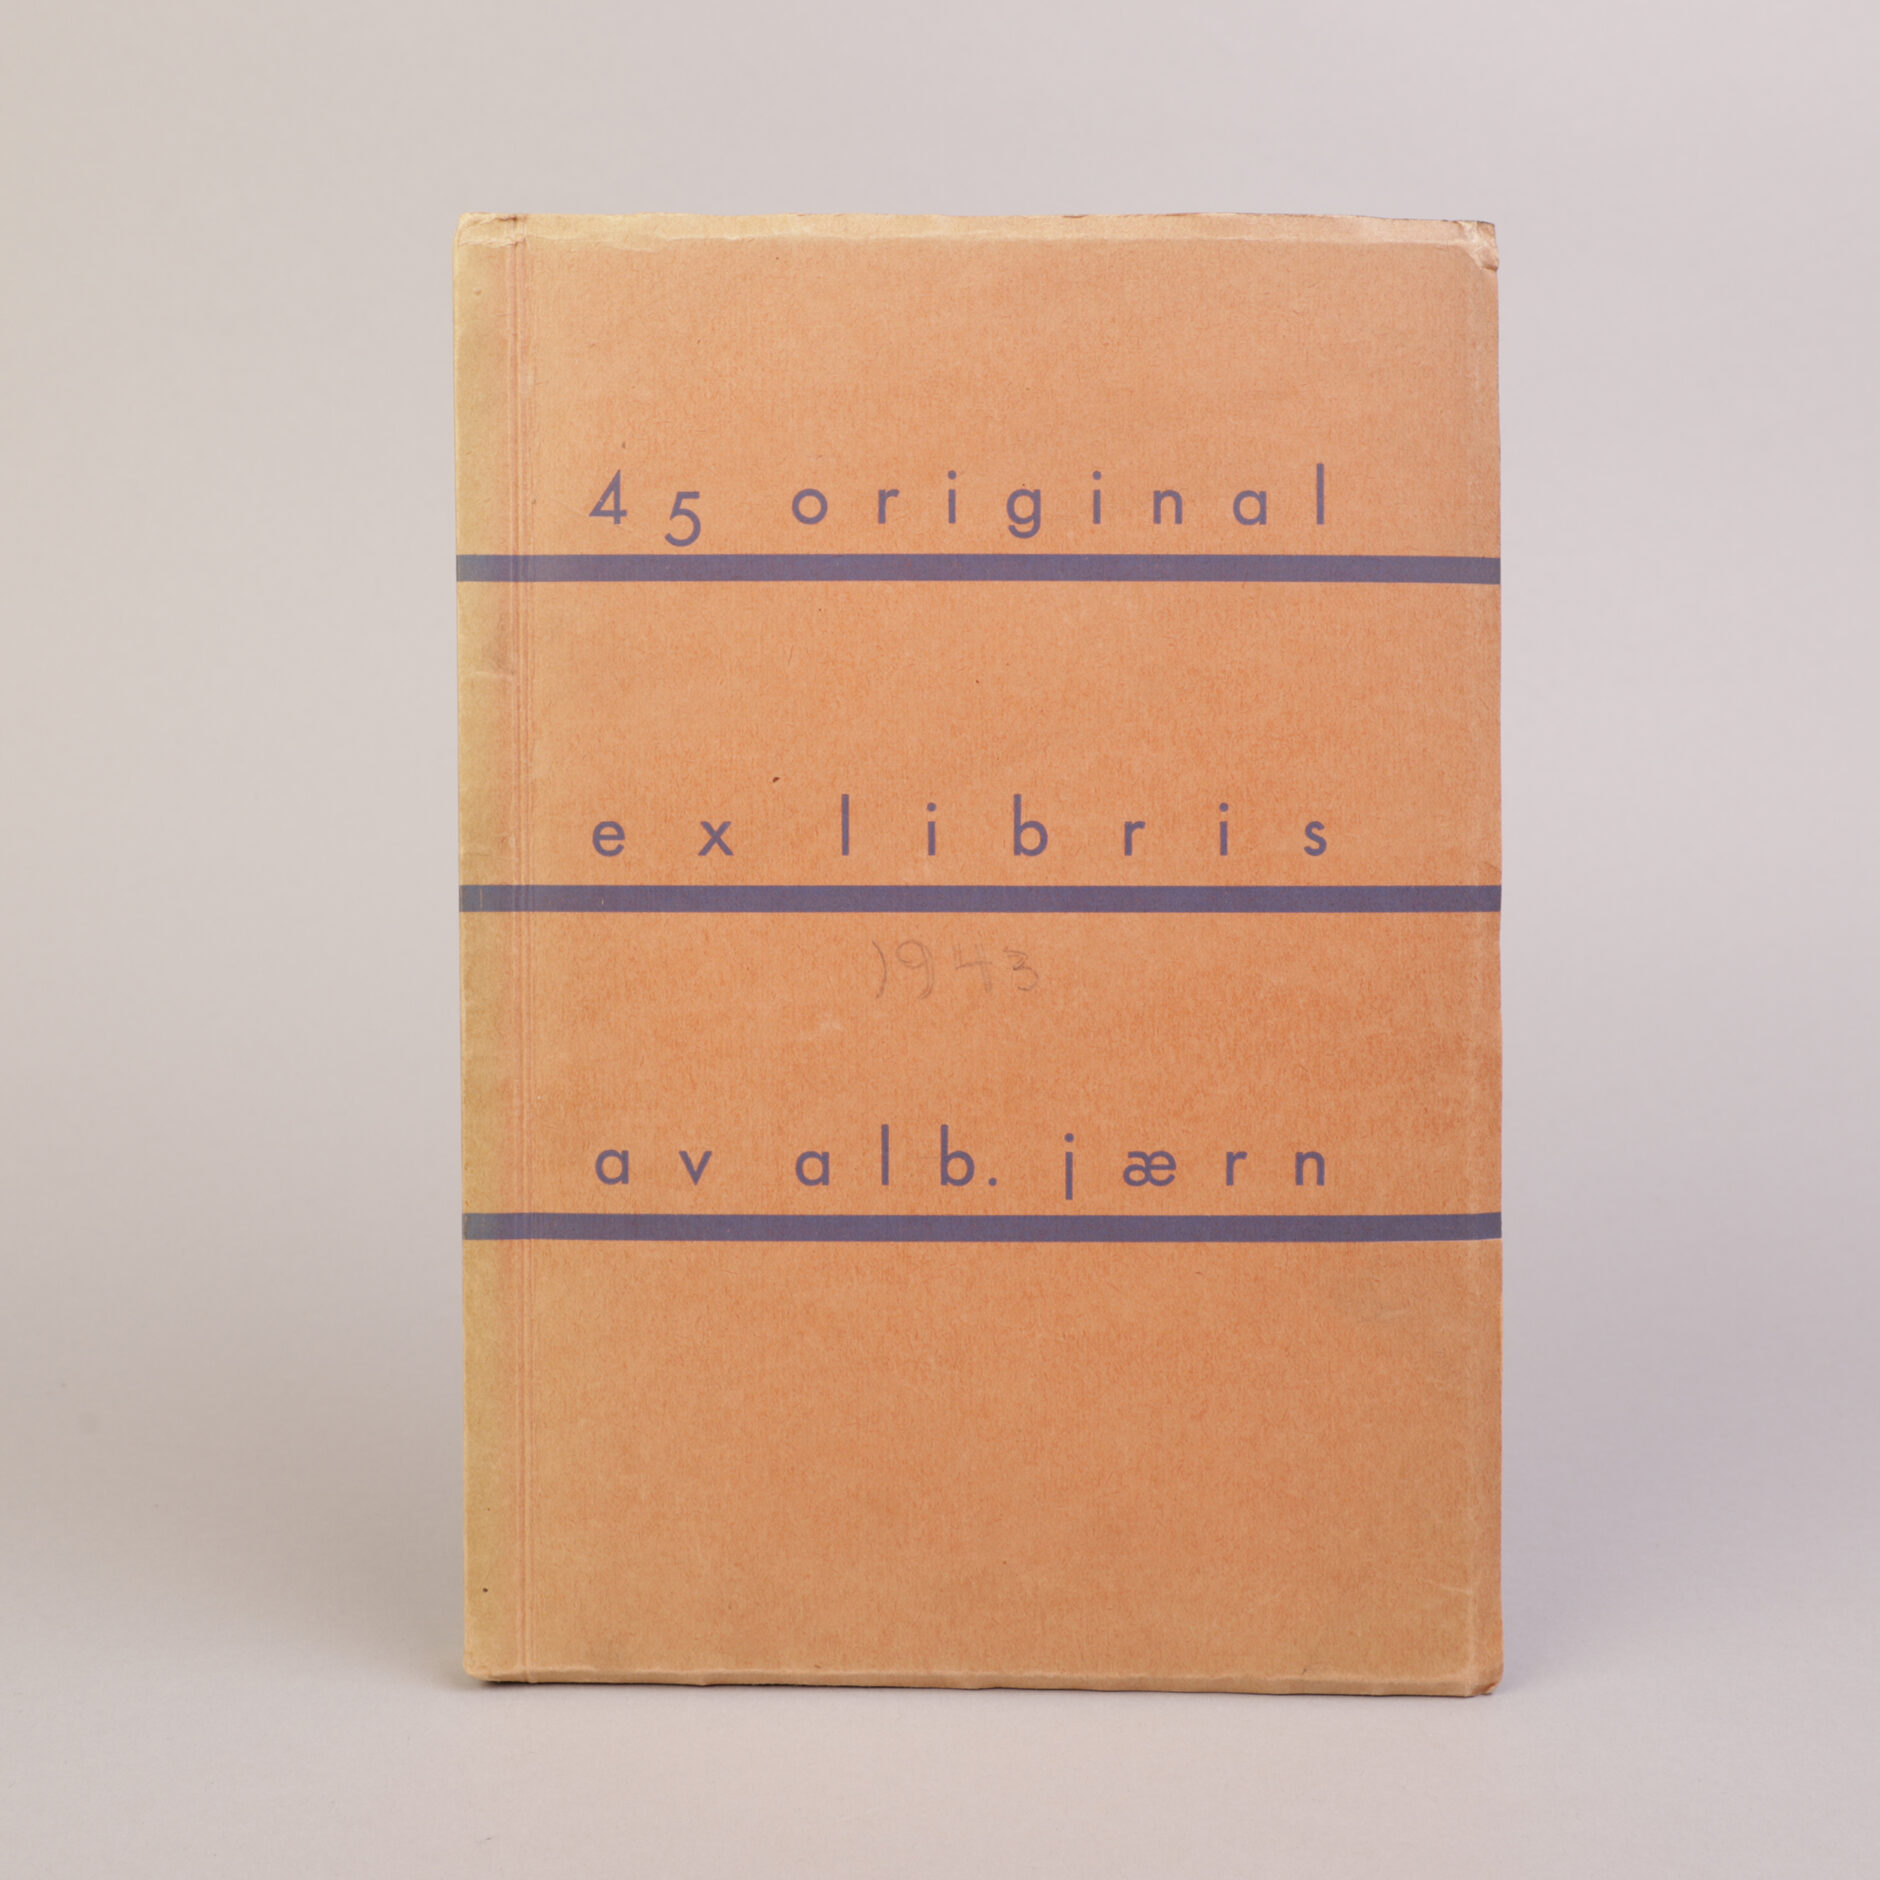 45 original
ex libris
1943
av alb. jærn